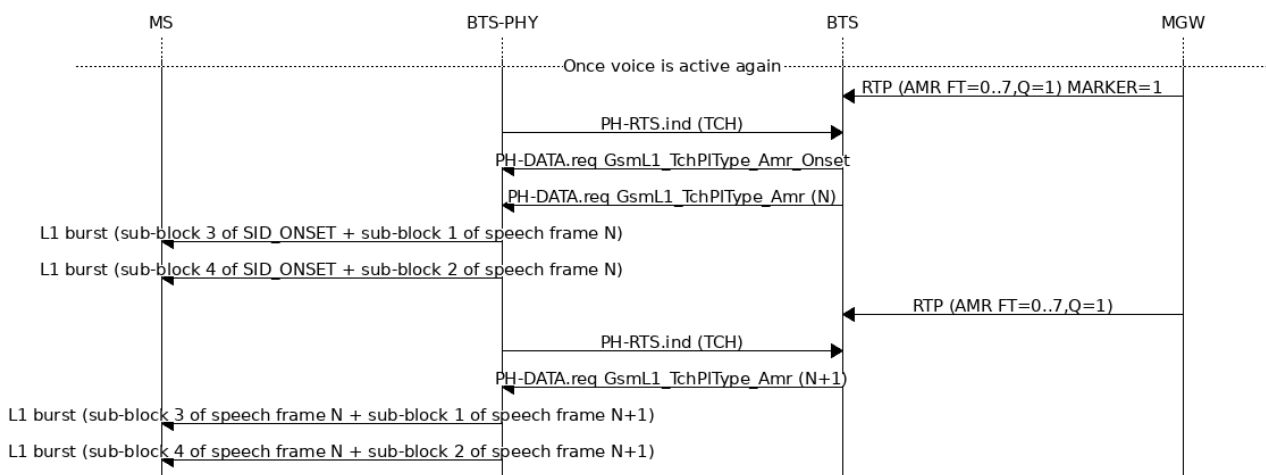 MS BTS-PHY BTS MGW
Once voice is active again
RTP (AMR FT=0..7,Q=1) MARKER=1
PH-RTS.ind (TCH)
PH-DATA.req GsmL1_TchPlType_Amr_Onset
PH-DATA.req GsmL1_TchPlType_Amr (N)
L1 burst (sub-block 3 of SID_ONSET + sub-block 1 of speech frame N)
L1 burst (sub-block 4 of SID_ONSET + sub-block 2 of speech frame N)
RTP (AMR FT=0..7,Q=1)
PH-RTS.ind (TCH)
PH-DATA.req GsmL1_TchPlType_Amr (N+1)
L1 burst (sub-block 3 of speech frame N + sub-block 1 of speech frame N+1)
L1 burst (sub-block 4 of speech frame N + sub-block 2 of speech frame N+1)